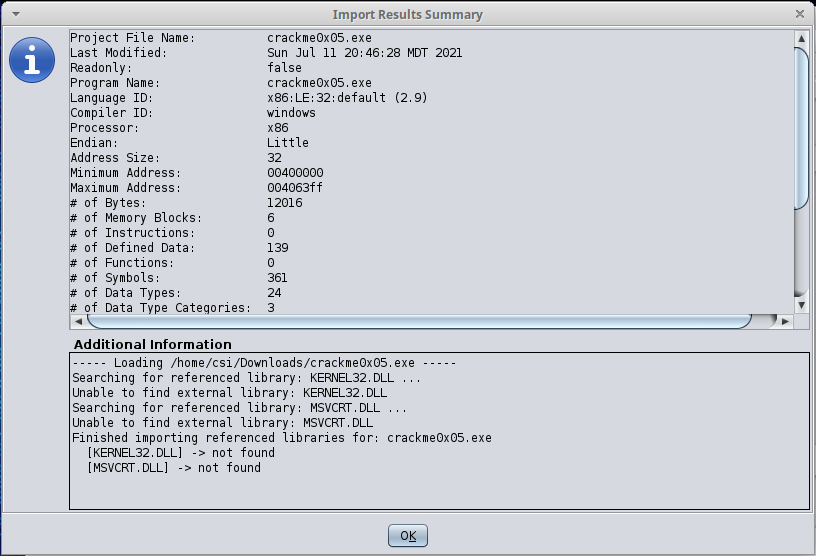 Import Results Summary
Project File Name: crackme0x05.exe
Last Modified: Sun Jul 11 20:46:28 MDT 2021
Readonly: false
Program Name: crackme0x05.exe
Language ID: x86:LE:32:default (2.9)
Compiler ID: windows
Processor: x86
Endian: Little
Address Size: 32
Minimum Address: 00400000
Maximum Address: 004063ff
# of Bytes: 12016
# of Memory Blocks: 6
# of Instructions: 0
# of Defined Data: 139
# of Functions: 0
# of Symbols: 361
# of Data Types: 24
# of Data Type Categories: 3
Additional Information
----- Loading /home/csi/Downloads/crackme0x05.exe -----
Searching for referenced library: KERNEL32.DLL ...
Unable to find external library: KERNEL32.DLL
Searching for referenced library: MSVCRT.DLL ...
Unable to find external library: MSVCRT.DLL
Finished importing referenced libraries for: crackme0x05.exe
[KERNEL32.DLL] -> not found
[MSVCRT.DLL] -> not found
OK